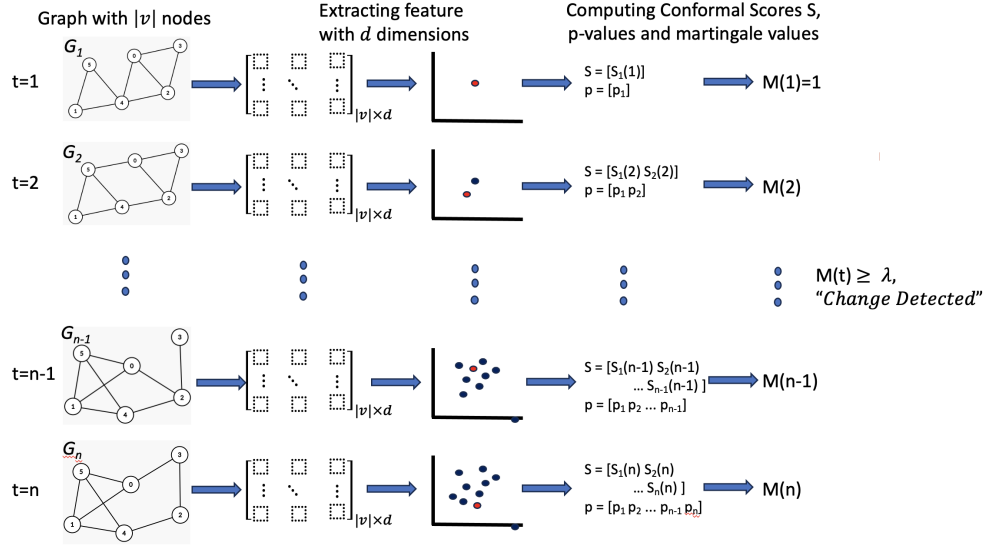 Graph with |v| nodes
Extracting feature
with d dimensions
Computing Conformal Scores S,
p-values and martingale values
t=1
G1
5
0
3
1
4
2
|v|×d
S = [S1(1)]
p = [p1]
M(1)=1
t=2
G2
5
0
3
1
4
2
|v|×d
S = [S1(2) S2(2)]
p = [p1 p2]
M(2)
M(t) ≥ λ,
“Change Detected”
t=n-1
Gn-1
5
0
3
1
4
2
|v|×d
S = [S1(n-1) S2(n-1)
... Sn-1(n-1) ]
p = [p1 p2 ... pn-1]
M(n-1)
t=n
Gn
5
0
3
1
4
2
|v|×d
S = [S1(n) S2(n)
... Sn(n) ]
p = [p1 p2 ... pn-1 pn]
M(n)